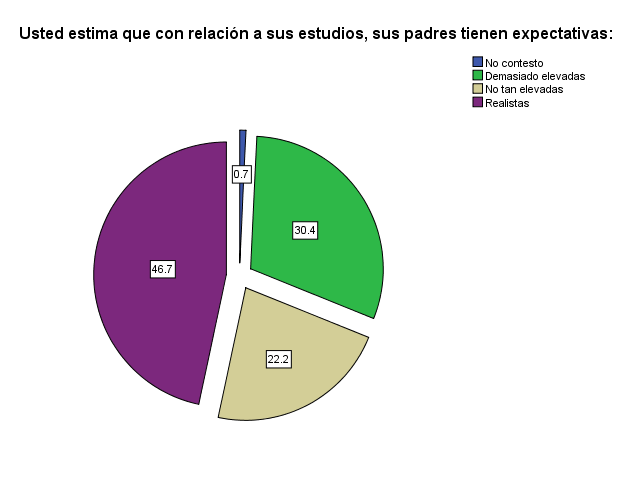 Usted estima que con relación a sus estudios, sus padres tienen expectativas:
No contesto
Demasiado elevadas
No tan elevadas
Realistas
0.7
30.4
46.7
22.2